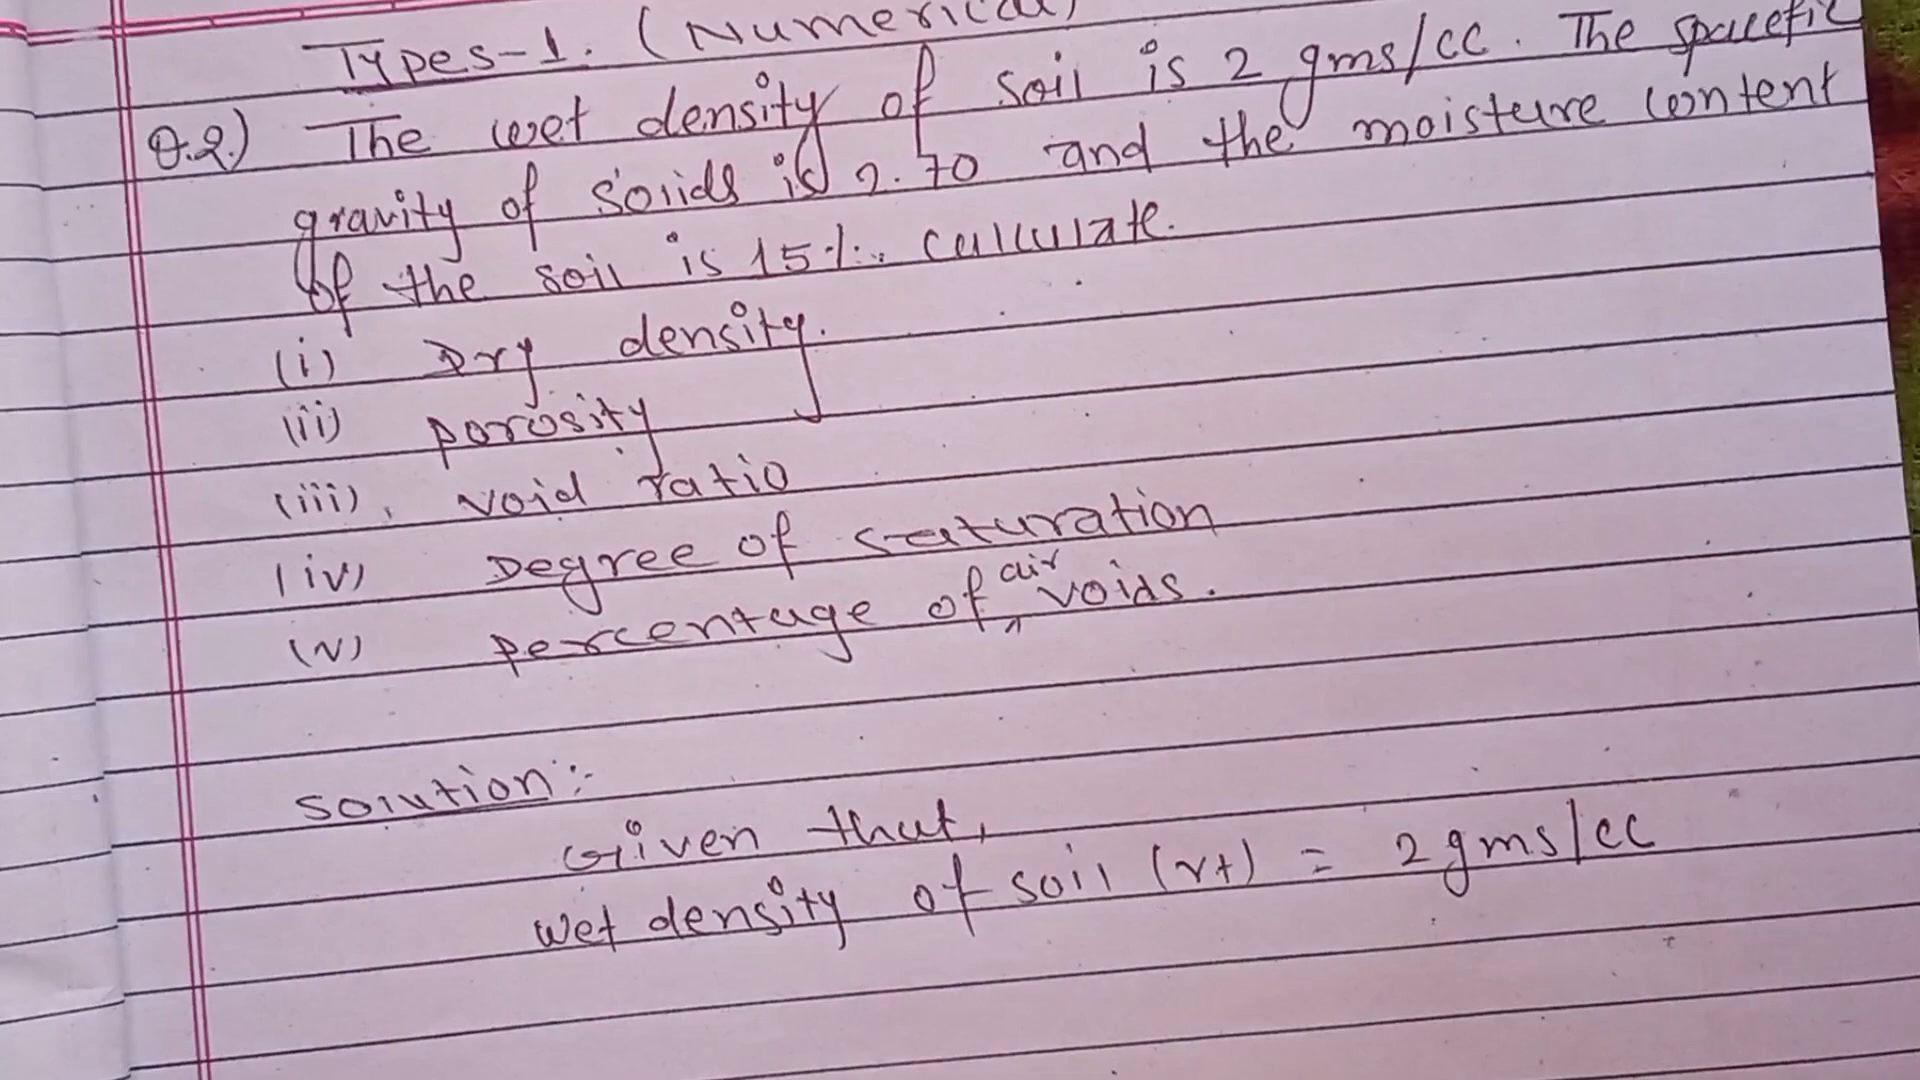 Types-1. (Numerical)
Q.2.) The wet density of soil is 2 gms/cc. The spacefic
gravity of solids is 2.70 and the moisture content
of the soil is 15%. calculate.
(i) Dry density.
(ii) porosity
(iii). void ratio
(iv) Degree of saturation
(v) percentage of air voids.
Solution:-
Given that,
wet density of soil (γt) = 2 gms/cc